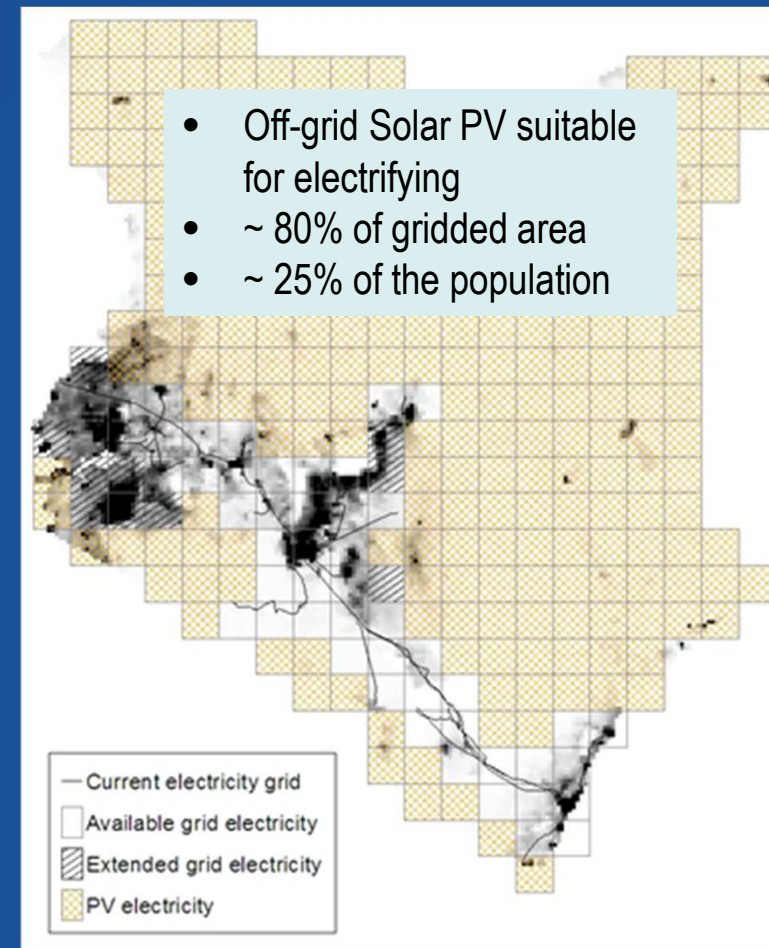 • Off-grid Solar PV suitable
for electrifying
• ~ 80% of gridded area
• ~ 25% of the population
Current electricity grid
Available grid electricity
Extended grid electricity
PV electricity